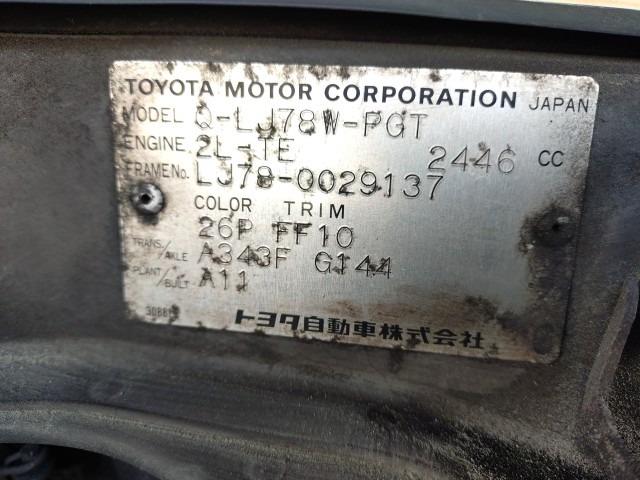 TOYOTA MOTOR CORPORATION JAPAN
MODEL Q-LJ78W-PGT
ENGINE 2L-TE 2446 CC
FRAME No. LJ78-0029137
COLOR TRIM
26P FF10
TRANS./AXLE A343F G144
PLANT/BUILT A11
トヨタ自動車株式会社